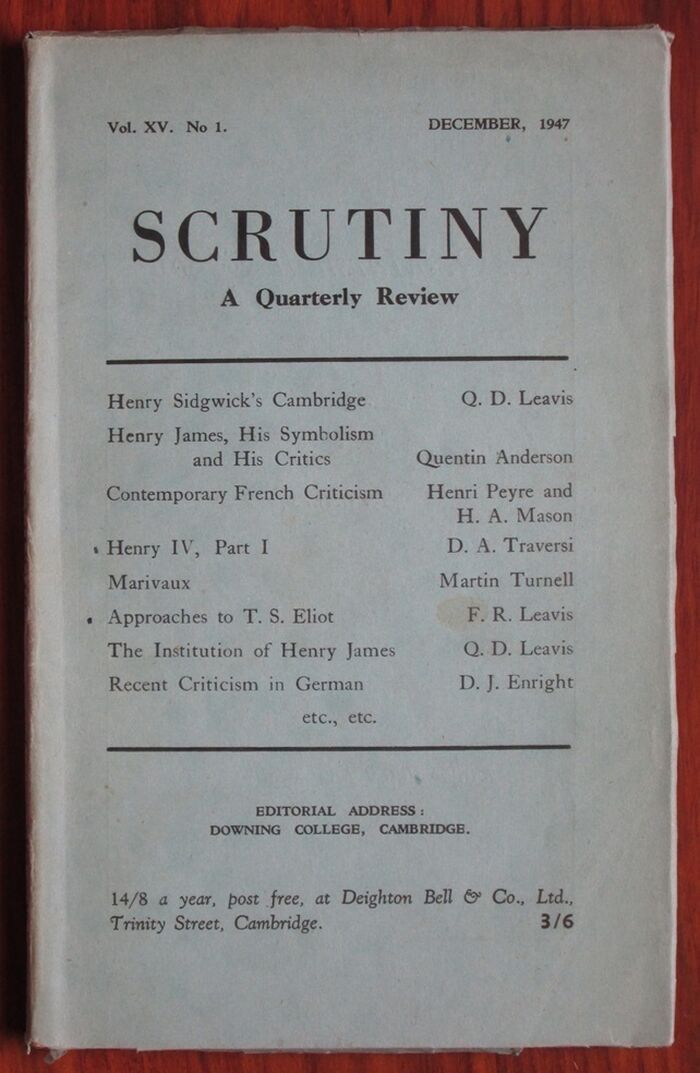 Vol. XV. No 1. DECEMBER, 1947
SCRUTINY
A Quarterly Review
Henry Sidgwick's Cambridge Q. D. Leavis
Henry James, His Symbolism
and His Critics Quentin Anderson
Contemporary French Criticism Henri Peyre and
H. A. Mason
Henry IV, Part I D. A. Traversi
Marivaux Martin Turnell
Approaches to T. S. Eliot F. R. Leavis
The Institution of Henry James Q. D. Leavis
Recent Criticism in German D. J. Enright
etc., etc.
EDITORIAL ADDRESS:
DOWNING COLLEGE, CAMBRIDGE.
14/8 a year, post free, at Deighton Bell & Co., Ltd.,
Trinity Street, Cambridge. 3/6